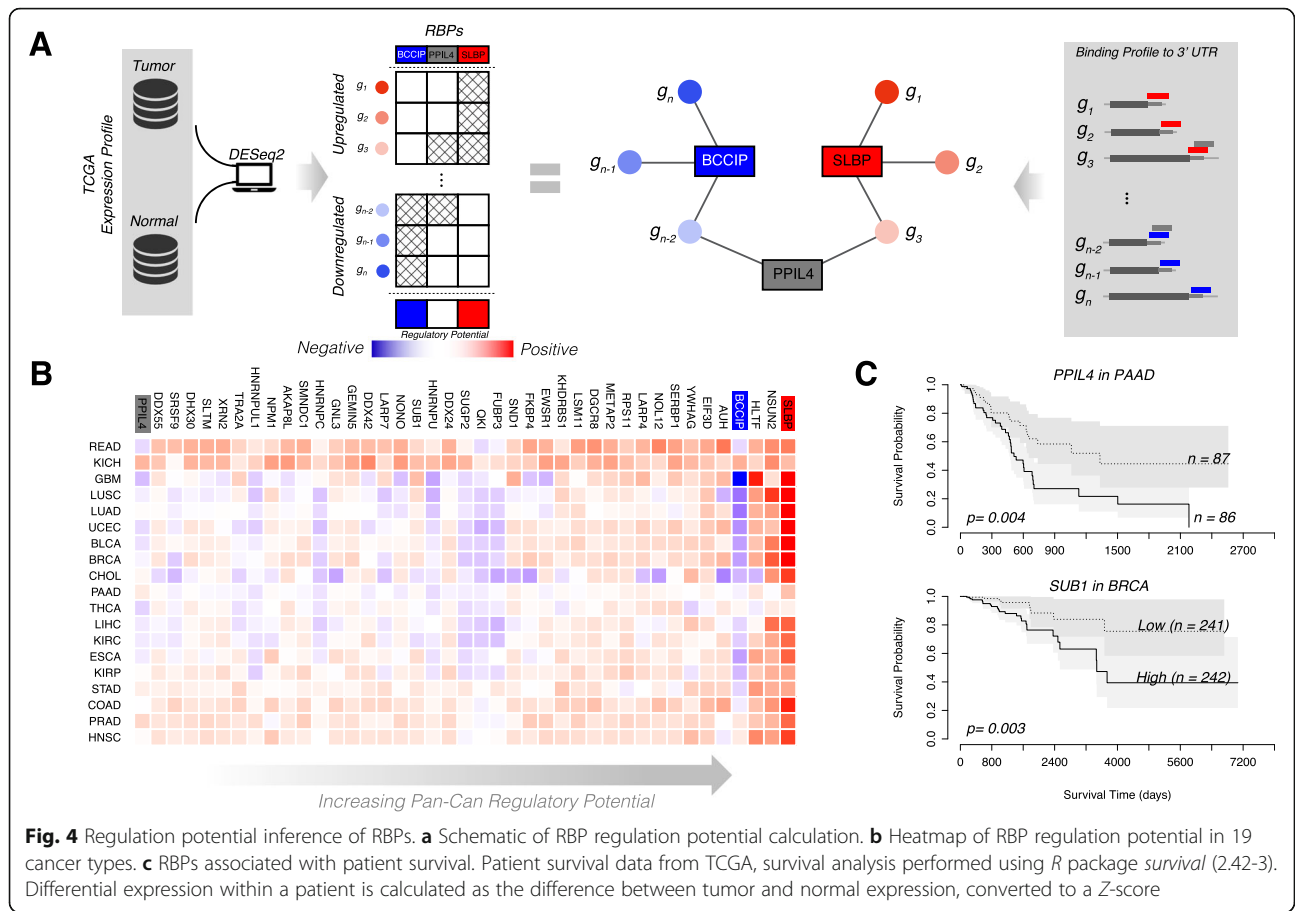 A
TCGA
Expression Profile
Tumor
Normal
DESeq2
RBPs
BCCIP PPIL4 SLBP
Upregulated
g1
g2
g3
⋮
Downregulated
gn-2
gn-1
gn
Regulatory Potential
Negative Positive
gn
gn-1
gn-2
BCCIP
SLBP
PPIL4
g1
g2
g3
Binding Profile to 3' UTR
g1
g2
g3
⋮
gn-2
gn-1
gn
B
PPIL4
DDX55
SRSF9
DHX30
SLTM
XRN2
TRA2A
HNRNPUL1
NPM1
AKAP8L
SMNDC1
HNRNPC
GNL3
GEMIN5
DDX42
LARP7
NONO
SUB1
HNRNPU
DDX24
SUGP2
QKI
FUBP3
SND1
FKBP4
EWSR1
KHDRBS1
LSM11
DGCR8
METAP2
RPS11
LARP4
NOL12
SERBP1
YWHAG
EIF3D
AUH
BCCIP
HLTF
NSUN2
SLBP
READ
KICH
GBM
LUSC
LUAD
UCEC
BLCA
BRCA
CHOL
PAAD
THCA
LIHC
KIRC
ESCA
KIRP
STAD
COAD
PRAD
HNSC
Increasing Pan-Can Regulatory Potential
C
PPIL4 in PAAD
Survival Probability
1.0
0.8
0.6
0.4
0.2
0.0
n = 87
n = 86
p= 0.004
0 300 600 900 1500 2100 2700
SUB1 in BRCA
Survival Probability
1.0
0.8
0.6
0.4
0.2
0.0
Low (n = 241)
High (n = 242)
p= 0.003
0 800 2400 4000 5600 7200
Survival Time (days)
Fig. 4 Regulation potential inference of RBPs. a Schematic of RBP regulation potential calculation. b Heatmap of RBP regulation potential in 19
cancer types. c RBPs associated with patient survival. Patient survival data from TCGA, survival analysis performed using R package survival (2.42-3).
Differential expression within a patient is calculated as the difference between tumor and normal expression, converted to a Z-score